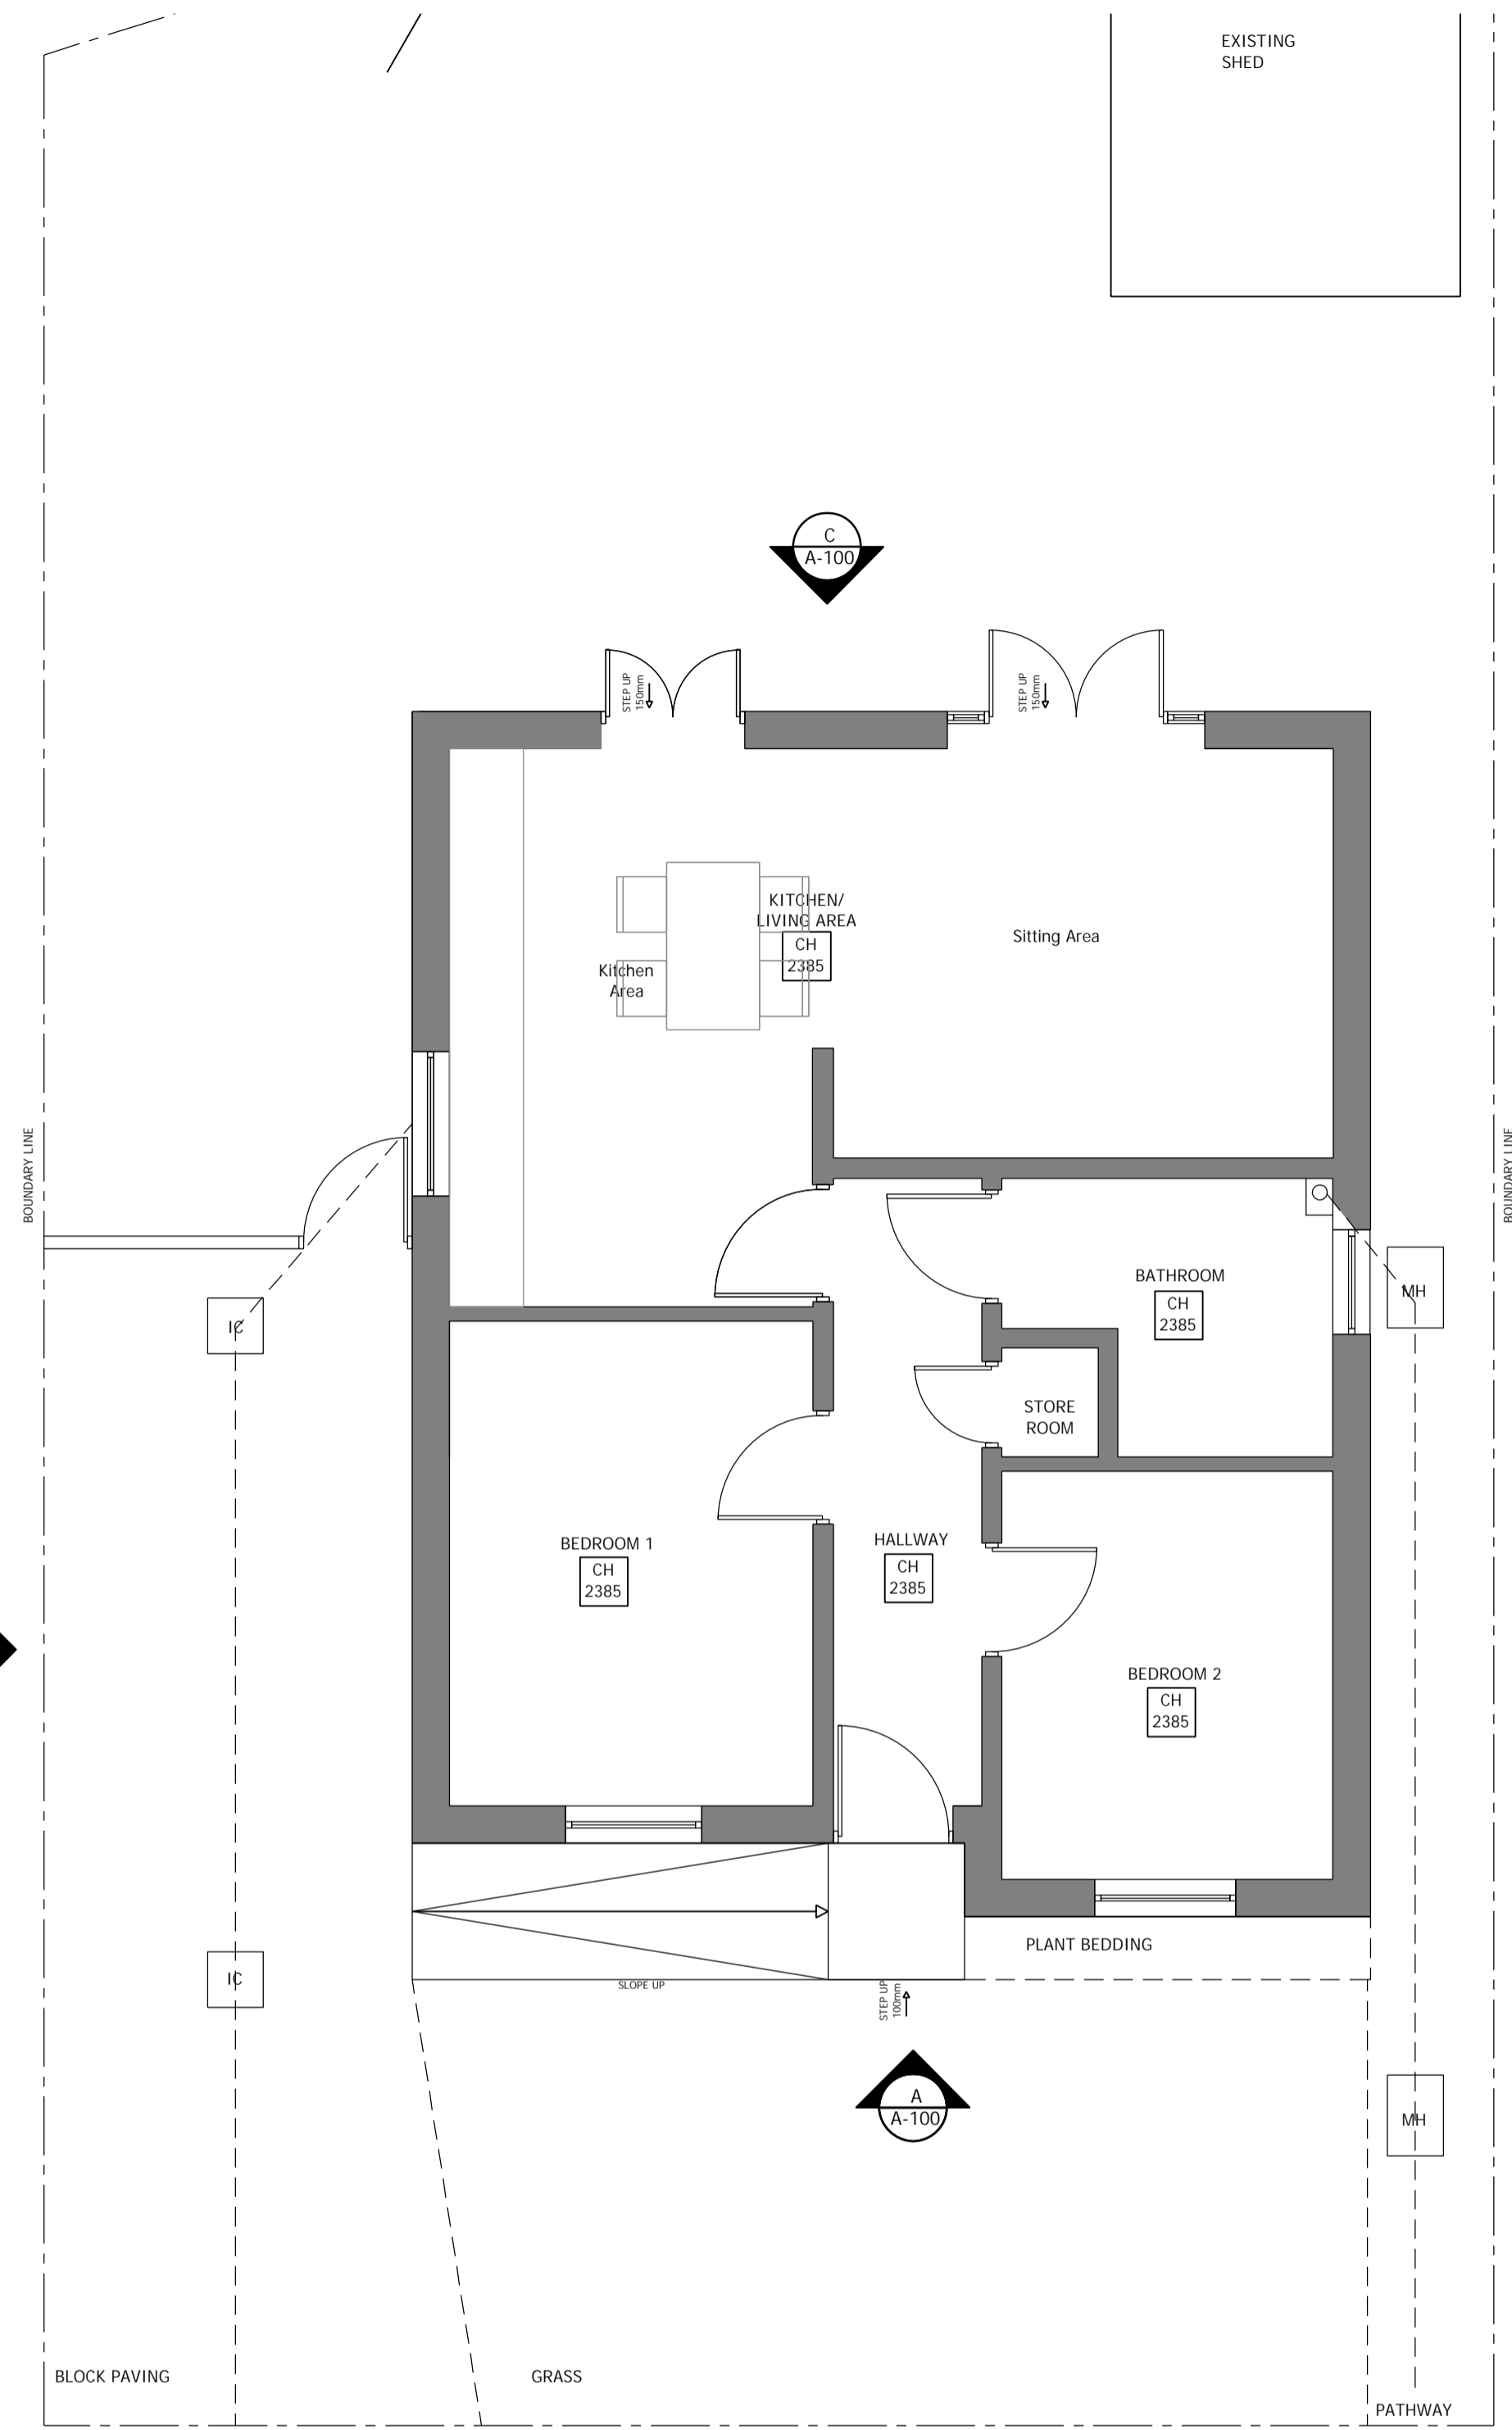 EXISTING
SHED
C
A-100
STEP UP
150mm
STEP UP
150mm
KITCHEN/
LIVING AREA
CH
2385
Sitting Area
Kitchen
Area
BOUNDARY LINE
BOUNDARY LINE
BATHROOM
CH
2385
MH
IC
STORE
ROOM
BEDROOM 1
CH
2385
HALLWAY
CH
2385
BEDROOM 2
CH
2385
PLANT BEDDING
IC
SLOPE UP
STEP UP
100mm
A
A-100
MH
BLOCK PAVING
GRASS
PATHWAY